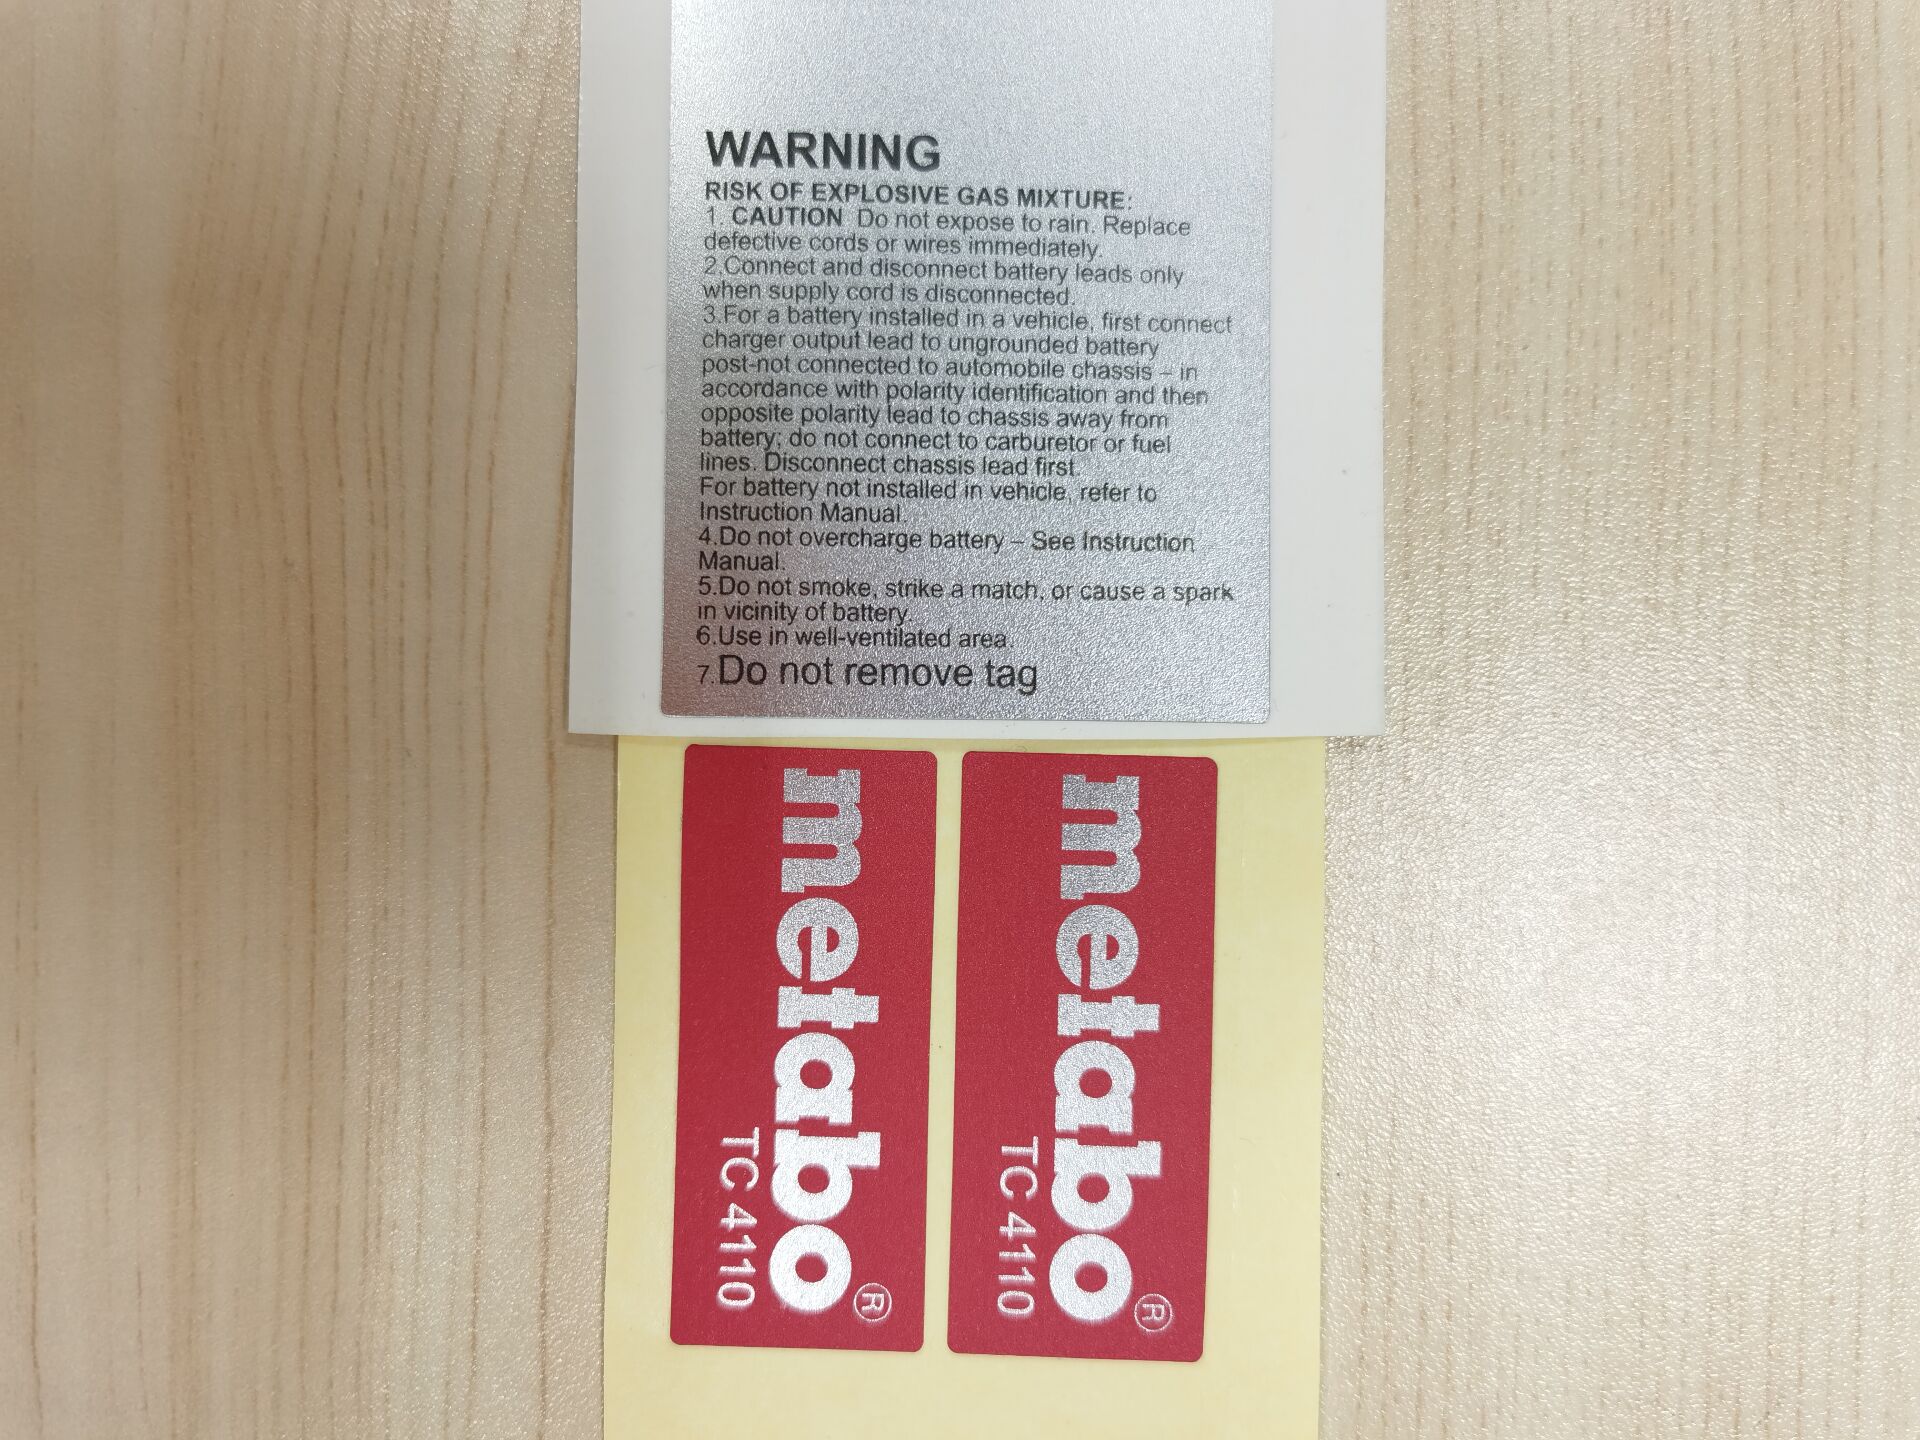 WARNING
RISK OF EXPLOSIVE GAS MIXTURE:
1. CAUTION Do not expose to rain. Replace
defective cords or wires immediately.
2.Connect and disconnect battery leads only
when supply cord is disconnected.
3.For a battery installed in a vehicle, first connect
charger output lead to ungrounded battery
post-not connected to automobile chassis – in
accordance with polarity identification and then
opposite polarity lead to chassis away from
battery; do not connect to carburetor or fuel
lines. Disconnect chassis lead first.
For battery not installed in vehicle, refer to
Instruction Manual.
4.Do not overcharge battery – See Instruction
Manual.
5.Do not smoke, strike a match, or cause a spark
in vicinity of battery.
6.Use in well-ventilated area.
7.Do not remove tag
metabo®
TC 4110
metabo®
TC 4110